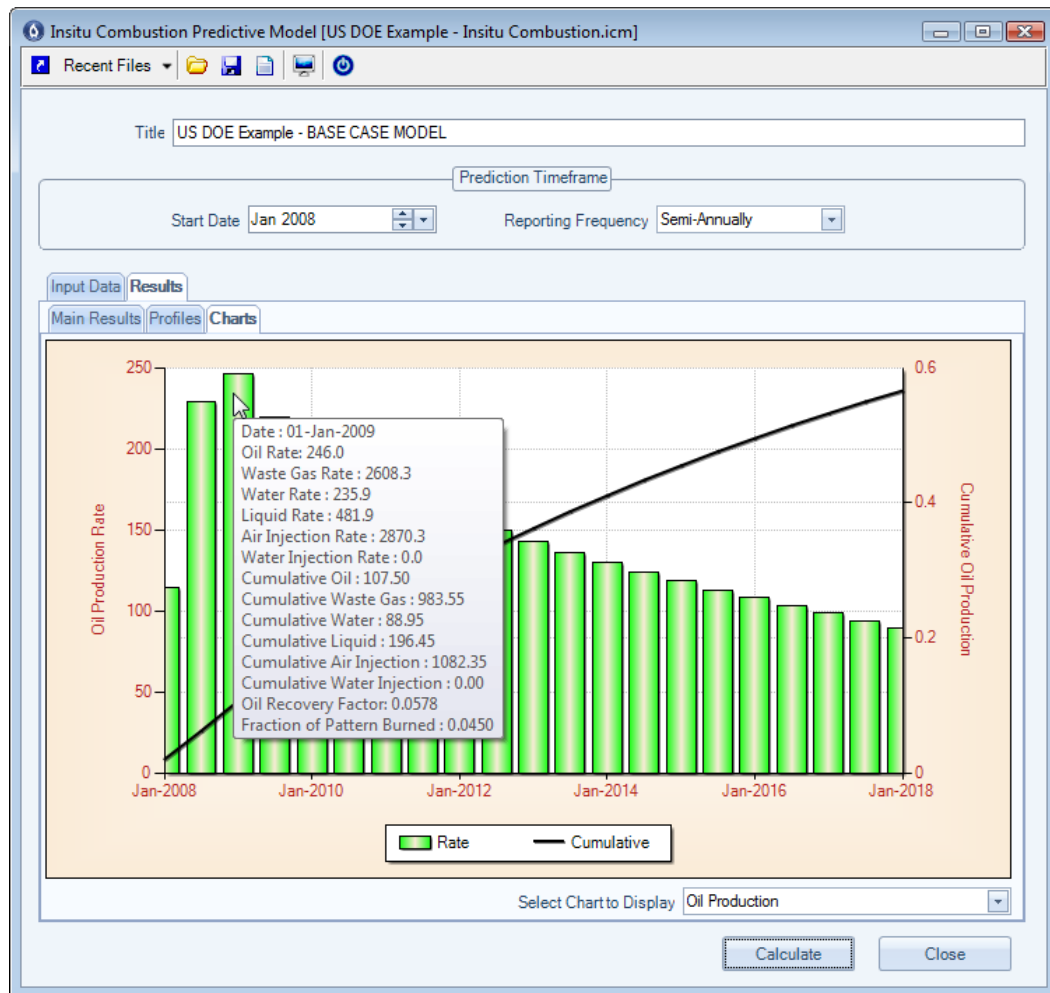 Insitu Combustion Predictive Model [US DOE Example - Insitu Combustion.icm]
Recent Files
Title US DOE Example - BASE CASE MODEL
Prediction Timeframe
Start Date Jan 2008 Reporting Frequency Semi-Annually
Input Data Results
Main Results Profiles Charts
250
200
150
100
50
0
Oil Production Rate
Date : 01-Jan-2009
Oil Rate: 246.0
Waste Gas Rate : 2608.3
Water Rate : 235.9
Liquid Rate : 481.9
Air Injection Rate : 2870.3
Water Injection Rate : 0.0
Cumulative Oil : 107.50
Cumulative Waste Gas : 983.55
Cumulative Water : 88.95
Cumulative Liquid : 196.45
Cumulative Air Injection : 1082.35
Cumulative Water Injection : 0.00
Oil Recovery Factor: 0.0578
Fraction of Pattern Burned : 0.0450
0.6
0.4
0.2
0
Cumulative Oil Production
Jan-2008 Jan-2010 Jan-2012 Jan-2014 Jan-2016 Jan-2018
Rate Cumulative
Select Chart to Display Oil Production
Calculate Close